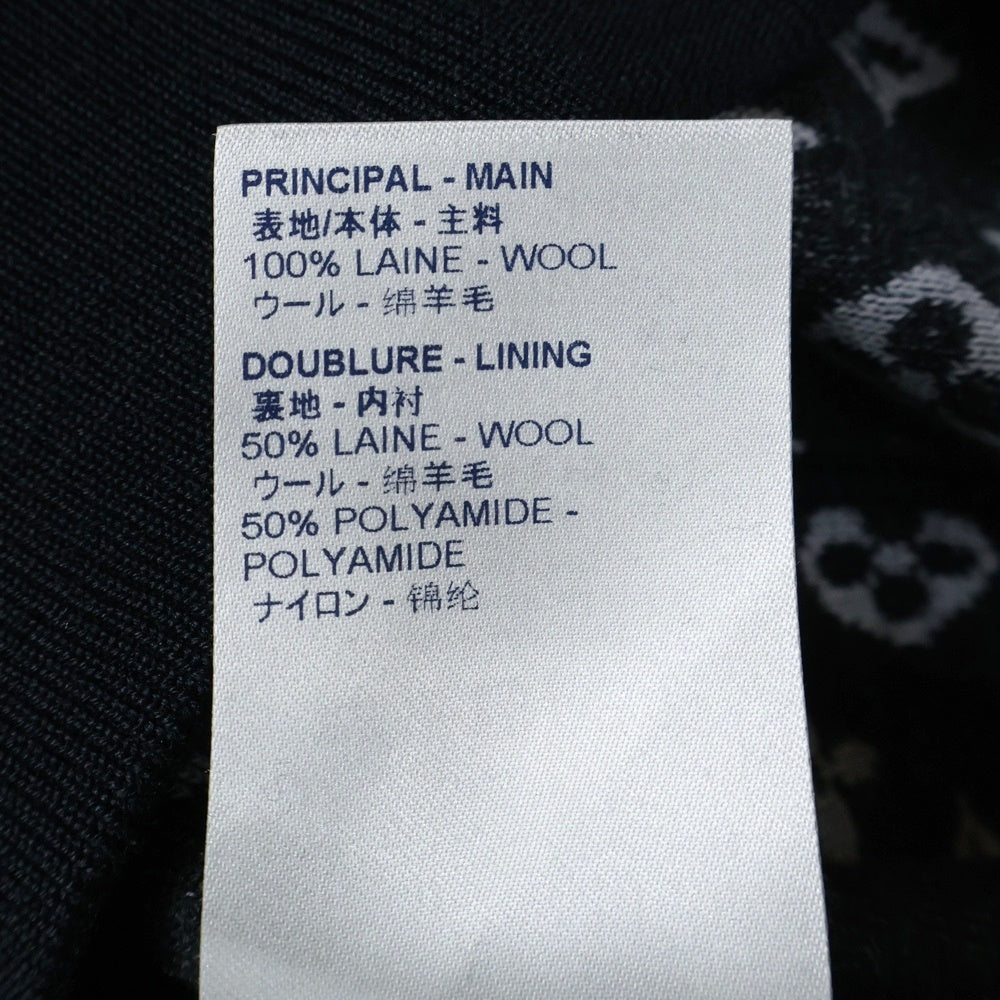 PRINCIPAL - MAIN
表地/本体 - 主料
100% LAINE - WOOL
ウール - 绵羊毛
DOUBLURE - LINING
裏地 - 内衬
50% LAINE - WOOL
ウール - 绵羊毛
50% POLYAMIDE -
POLYAMIDE
ナイロン - 锦纶